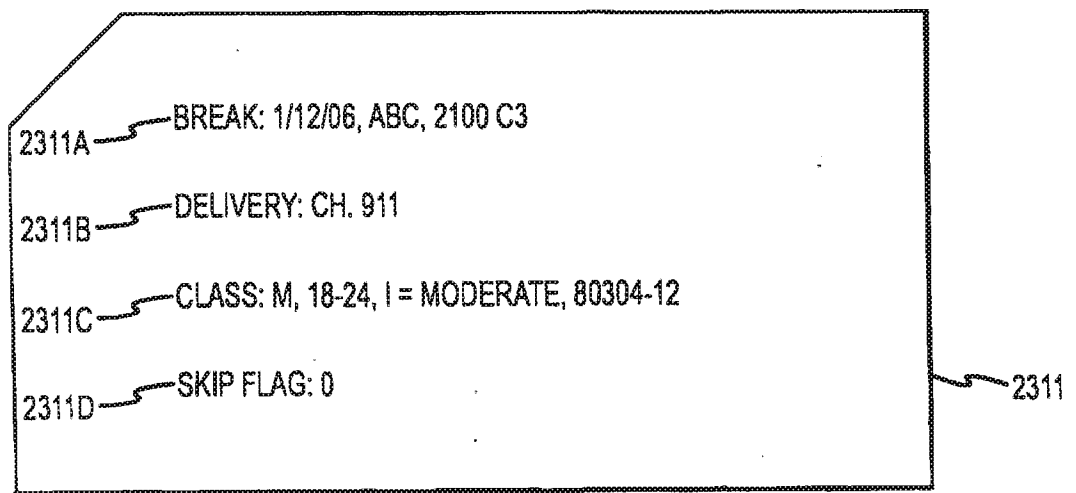 BREAK: 1/12/06, ABC, 2100 C3
2311A
DELIVERY: CH. 911
2311B
CLASS: M, 18-24, I = MODERATE, 80304-12
2311C
SKIP FLAG: 0
2311
2311D